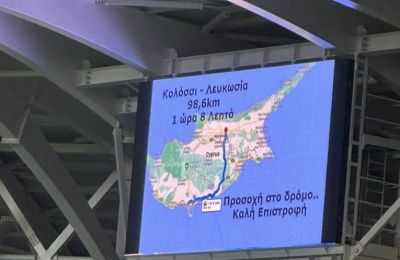 Κολόσσι - Λευκωσία
98,6km
1 ώρα 8 Λεπτά
Cyprus
Προσοχή στο δρόμο..
Καλή Επιστροφή